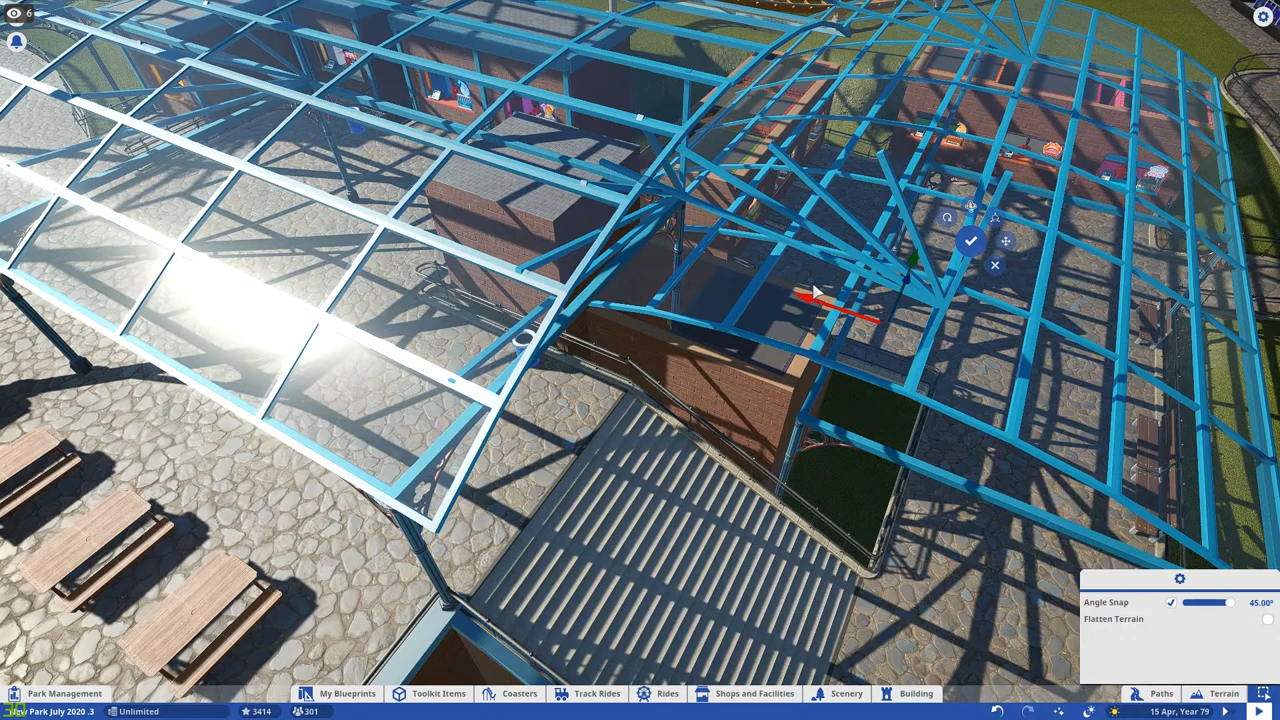 6
Angle Snap 45.00°
Flatten Terrain
Park Management My Blueprints Toolkit Items Coasters Track Rides Rides Shops and Facilities Scenery Building Paths Terrain
New Park July 2020 .3 Unlimited 3414 301 15 Apr, Year 79